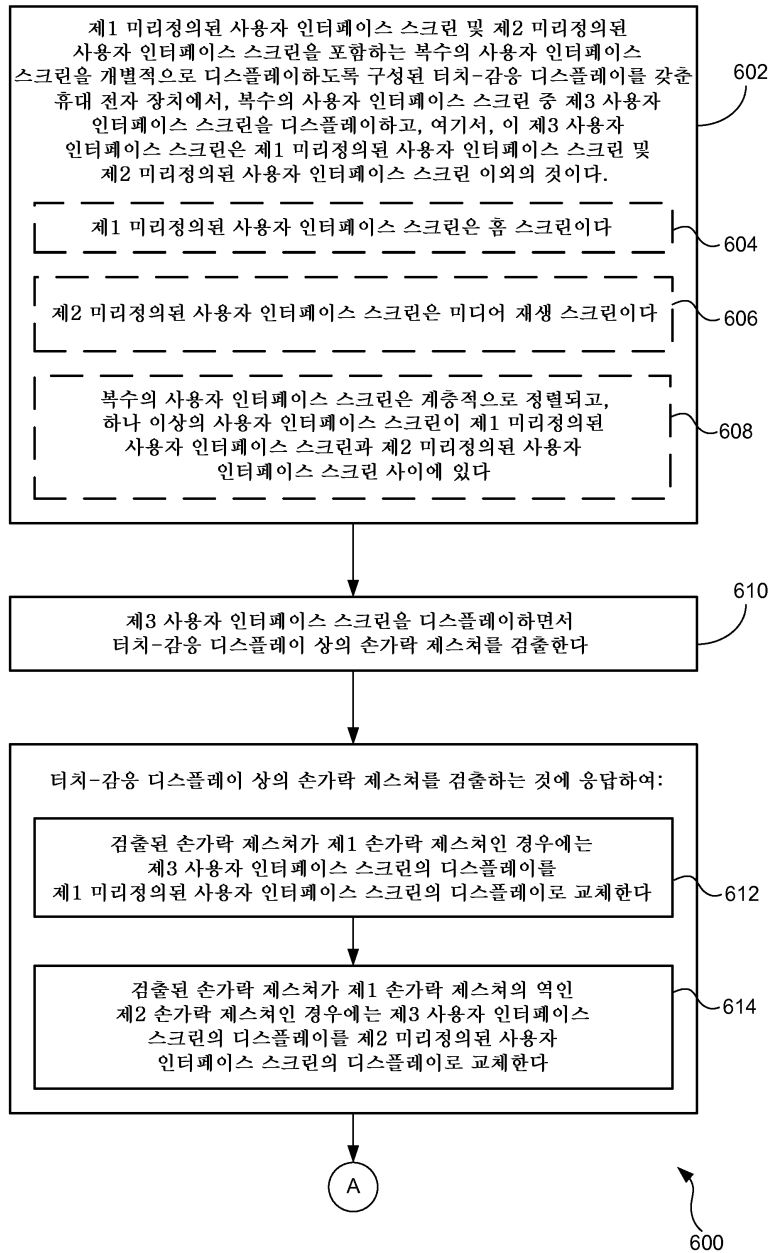 제1 미리정의된 사용자 인터페이스 스크린 및 제2 미리정의된
사용자 인터페이스 스크린을 포함하는 복수의 사용자 인터페이스
스크린을 개별적으로 디스플레이하도록 구성된 터치-감응 디스플레이를 갖춘
휴대 전자 장치에서, 복수의 사용자 인터페이스 스크린 중 제3 사용자
인터페이스 스크린을 디스플레이하고, 여기서, 이 제3 사용자
인터페이스 스크린은 제1 미리정의된 사용자 인터페이스 스크린 및
제2 미리정의된 사용자 인터페이스 스크린 이외의 것이다.
602
제1 미리정의된 사용자 인터페이스 스크린은 홈 스크린이다
604
제2 미리정의된 사용자 인터페이스 스크린은 미디어 재생 스크린이다
606
복수의 사용자 인터페이스 스크린은 계층적으로 정렬되고,
하나 이상의 사용자 인터페이스 스크린이 제1 미리정의된
사용자 인터페이스 스크린과 제2 미리정의된 사용자
인터페이스 스크린 사이에 있다
608
제3 사용자 인터페이스 스크린을 디스플레이하면서
터치-감응 디스플레이 상의 손가락 제스쳐를 검출한다
610
터치-감응 디스플레이 상의 손가락 제스쳐를 검출하는 것에 응답하여:
검출된 손가락 제스쳐가 제1 손가락 제스쳐인 경우에는
제3 사용자 인터페이스 스크린의 디스플레이를
제1 미리정의된 사용자 인터페이스 스크린의 디스플레이로 교체한다
612
검출된 손가락 제스쳐가 제1 손가락 제스쳐의 역인
제2 손가락 제스쳐인 경우에는 제3 사용자 인터페이스
스크린의 디스플레이를 제2 미리정의된 사용자
인터페이스 스크린의 디스플레이로 교체한다
614
A
600